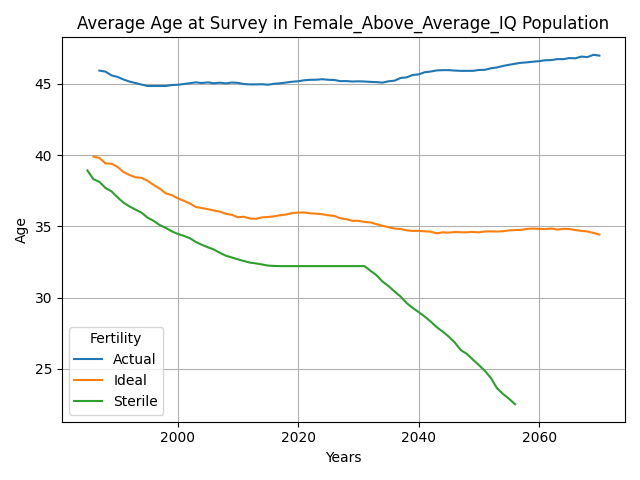 Average Age at Survey in Female_Above_Average_IQ Population
Age
45
40
35
30
25
Fertility
Actual
Ideal
Sterile
2000 2020 2040 2060
Years